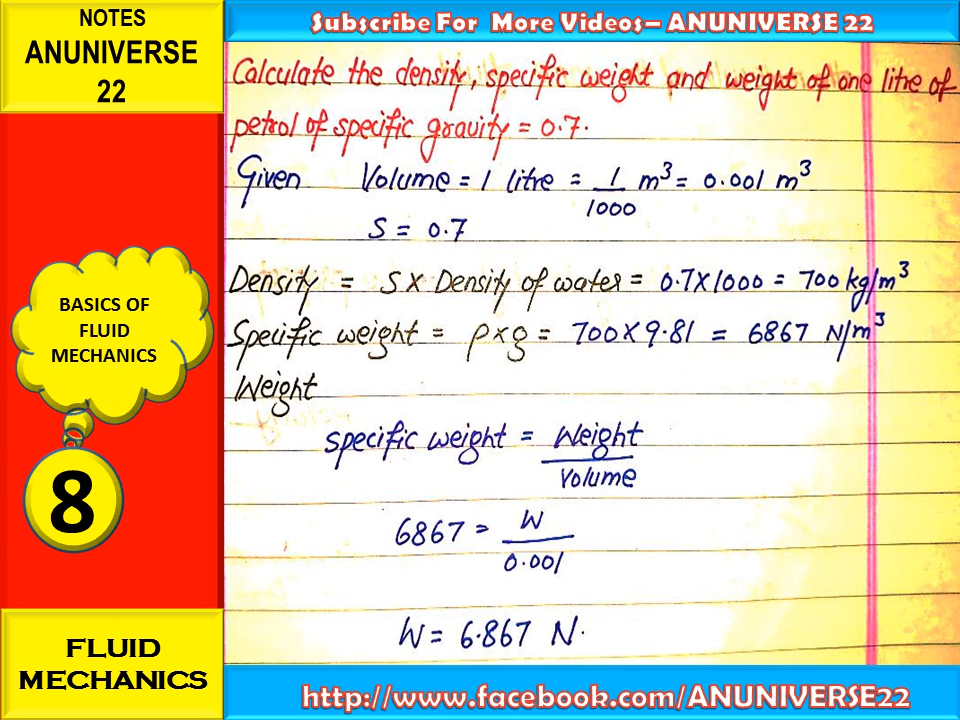 NOTES
ANUNIVERSE
22
Subscribe For More Videos – ANUNIVERSE 22
Calculate the density, specific weight and weight of one litre of
petrol of specific gravity = 0.7.
Given Volume = 1 litre = 1/1000 m³ = 0.001 m³
S = 0.7
Density = S × Density of water = 0.7 × 1000 = 700 kg/m³
Specific weight = ρ × g = 700 × 9.81 = 6867 N/m³
Weight
specific weight = Weight/Volume
6867 = W/0.001
W = 6.867 N.
BASICS OF
FLUID
MECHANICS
8
FLUID
MECHANICS
http://www.facebook.com/ANUNIVERSE22